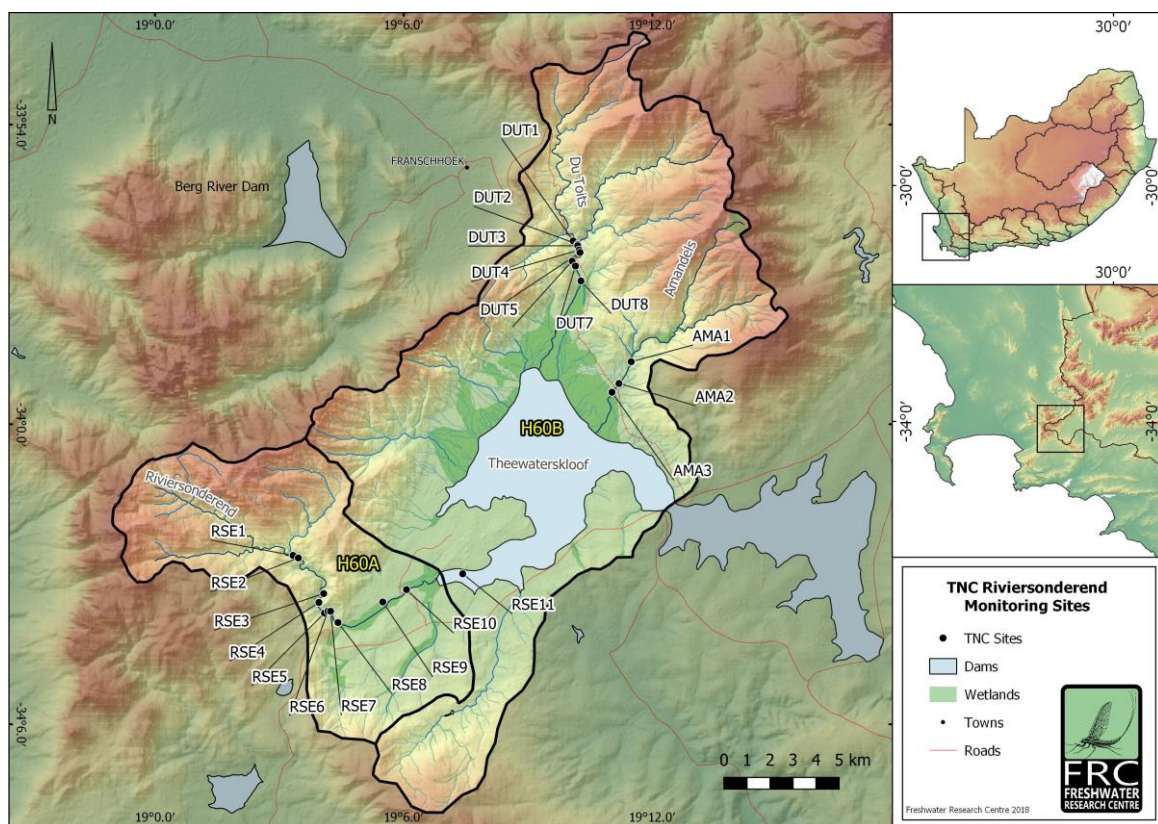 19°0.0'
19°6.0'
19°12.0'
30°0'
-33°54.0'
-34°0.0'
-34°6.0'
N
DUT1
FRANSCHHOEK
Du Toits
Berg River Dam
DUT2
DUT3
DUT4
Amandels
DUT5
DUT8
DUT7
AMA1
AMA2
H60B
Theewaterskloof
AMA3
Riviersonderend
RSE1
H60A
RSE2
RSE11
RSE3
RSE10
RSE4
RSE9
RSE5
RSE8
RSE6
RSE7
0 1 2 3 4 5 km
19°0.0'
19°6.0'
19°12.0'
-30°0'
-30°0'
30°0'
TNC Riviersonderend
Monitoring Sites
TNC Sites
Dams
Wetlands
Towns
Roads
FRC
FRESHWATER
RESEARCH CENTRE
Freshwater Research Centre 2018